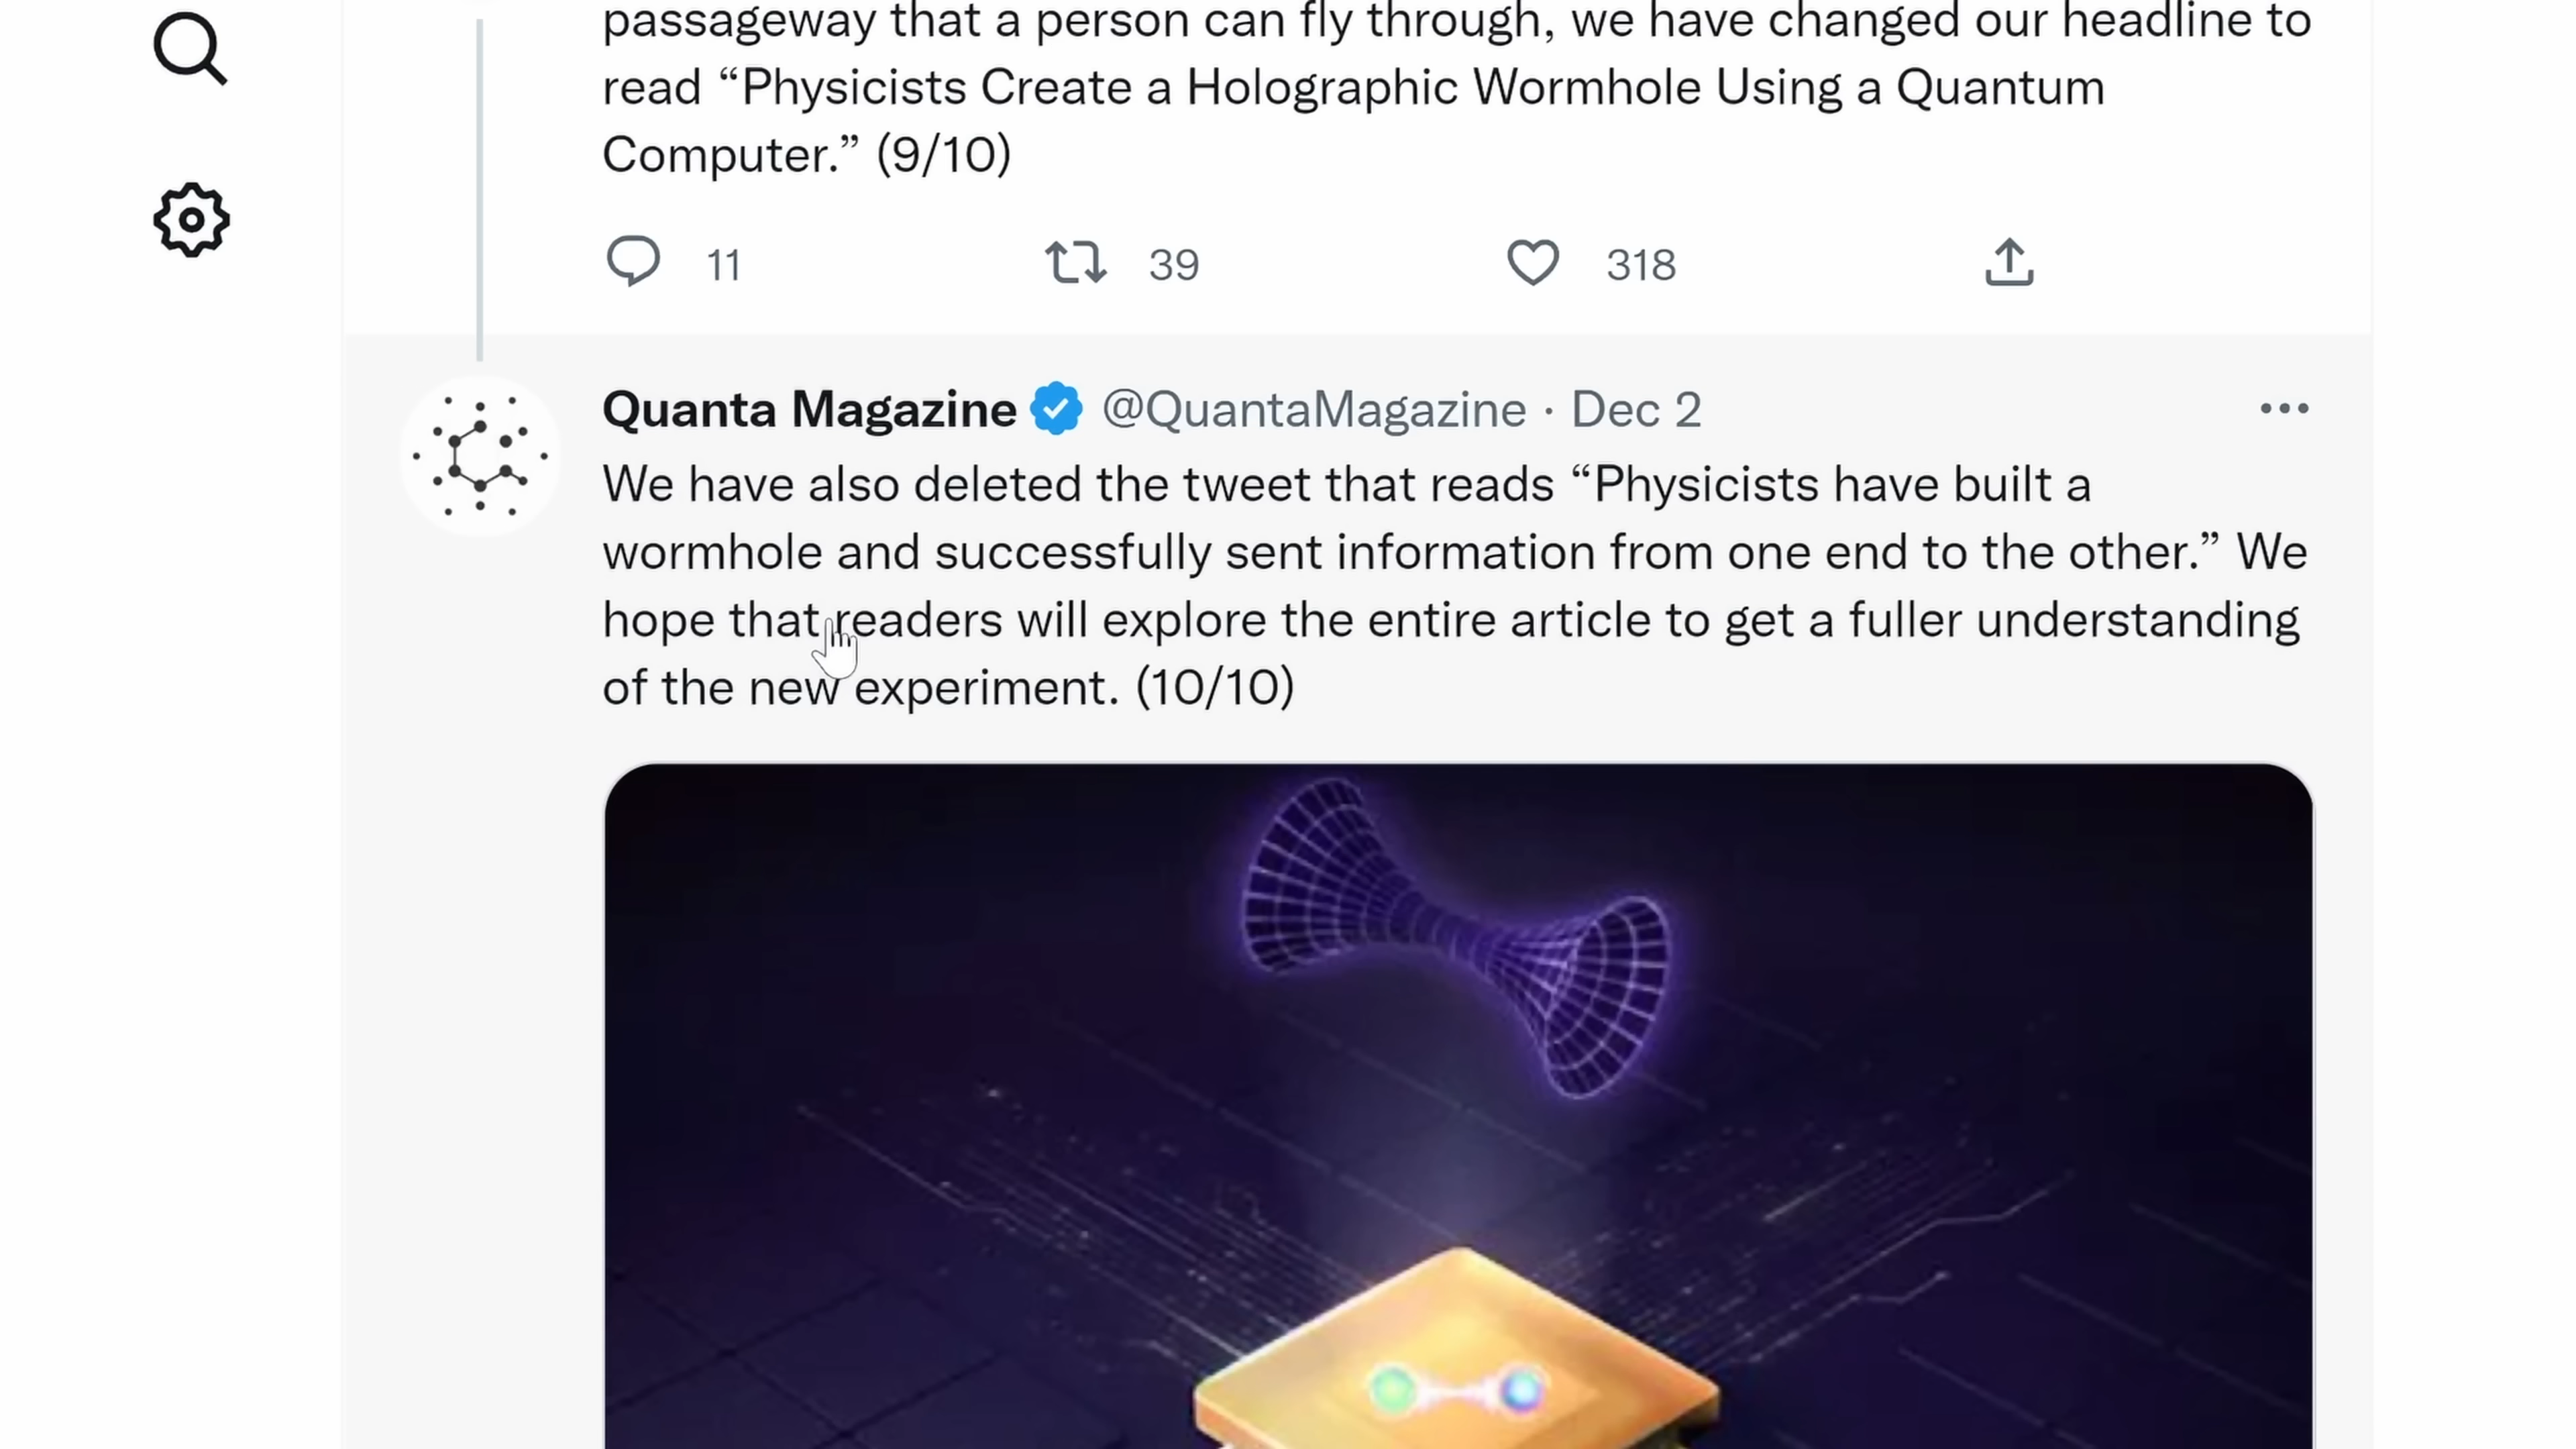 passageway that a person can fly through, we have changed our headline to
read “Physicists Create a Holographic Wormhole Using a Quantum
Computer.” (9/10)
11 39 318
Quanta Magazine @QuantaMagazine · Dec 2
We have also deleted the tweet that reads “Physicists have built a
wormhole and successfully sent information from one end to the other.” We
hope that readers will explore the entire article to get a fuller understanding
of the new experiment. (10/10)